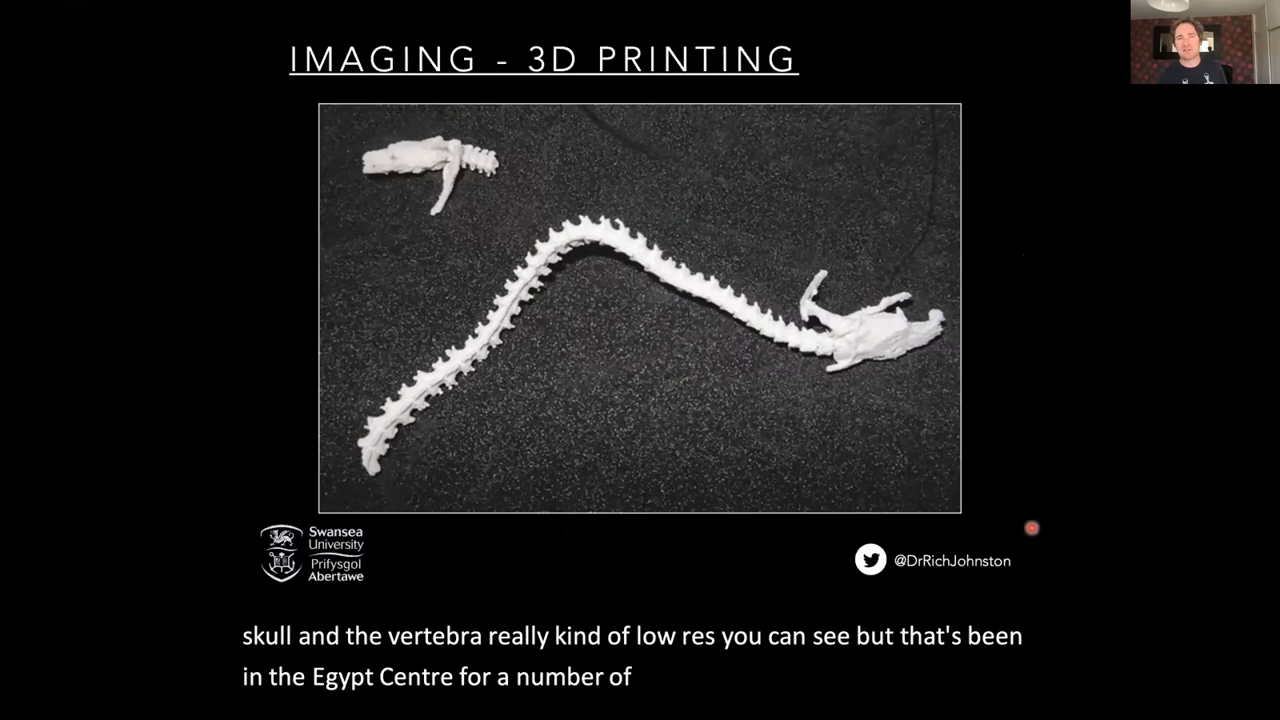 IMAGING - 3D PRINTING
Swansea
University
Prifysgol
Abertawe
@DrRichJohnston
skull and the vertebra really kind of low res you can see but that's been
in the Egypt Centre for a number of